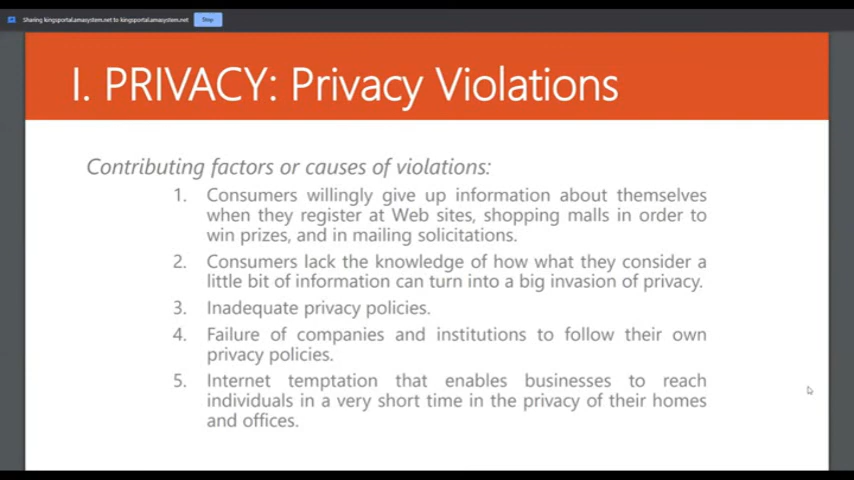 Sharing kingsportal.amasystem.net to kingsportal.amasystem.net Stop
I. PRIVACY: Privacy Violations
Contributing factors or causes of violations:
1. Consumers willingly give up information about themselves
when they register at Web sites, shopping malls in order to
win prizes, and in mailing solicitations.
2. Consumers lack the knowledge of how what they consider a
little bit of information can turn into a big invasion of privacy.
3. Inadequate privacy policies.
4. Failure of companies and institutions to follow their own
privacy policies.
5. Internet temptation that enables businesses to reach
individuals in a very short time in the privacy of their homes
and offices.